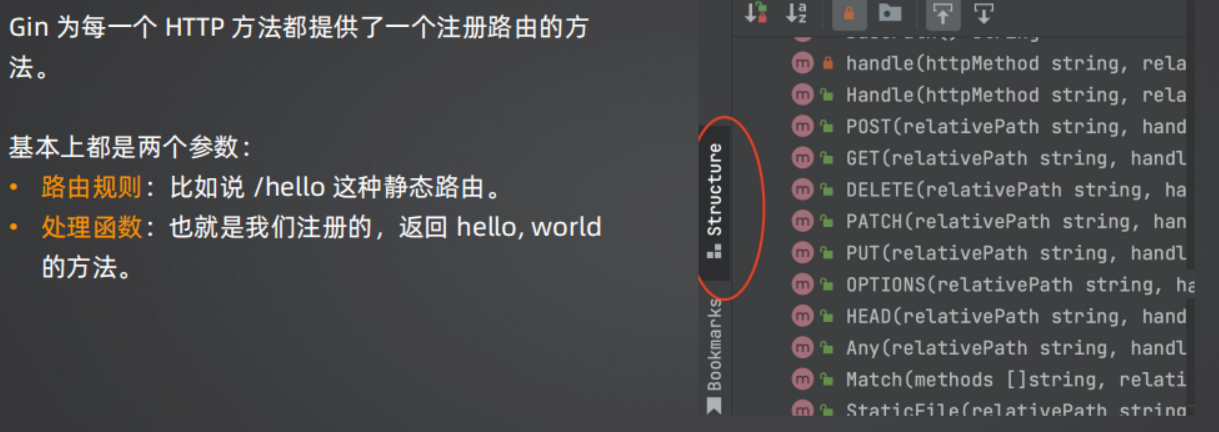 Gin 为每一个 HTTP 方法都提供了一个注册路由的方
法。
基本上都是两个参数：
• 路由规则：比如说 /hello 这种静态路由。
• 处理函数：也就是我们注册的，返回 hello, world
的方法。
Structure
Bookmarks
handle(httpMethod string, rela
Handle(httpMethod string, rela
POST(relativePath string, hand
GET(relativePath string, handl
DELETE(relativePath string, ha
PATCH(relativePath string, han
PUT(relativePath string, handl
OPTIONS(relativePath string, ha
HEAD(relativePath string, hand
Any(relativePath string, handl
Match(methods []string, relati
StaticFile(relativePath string